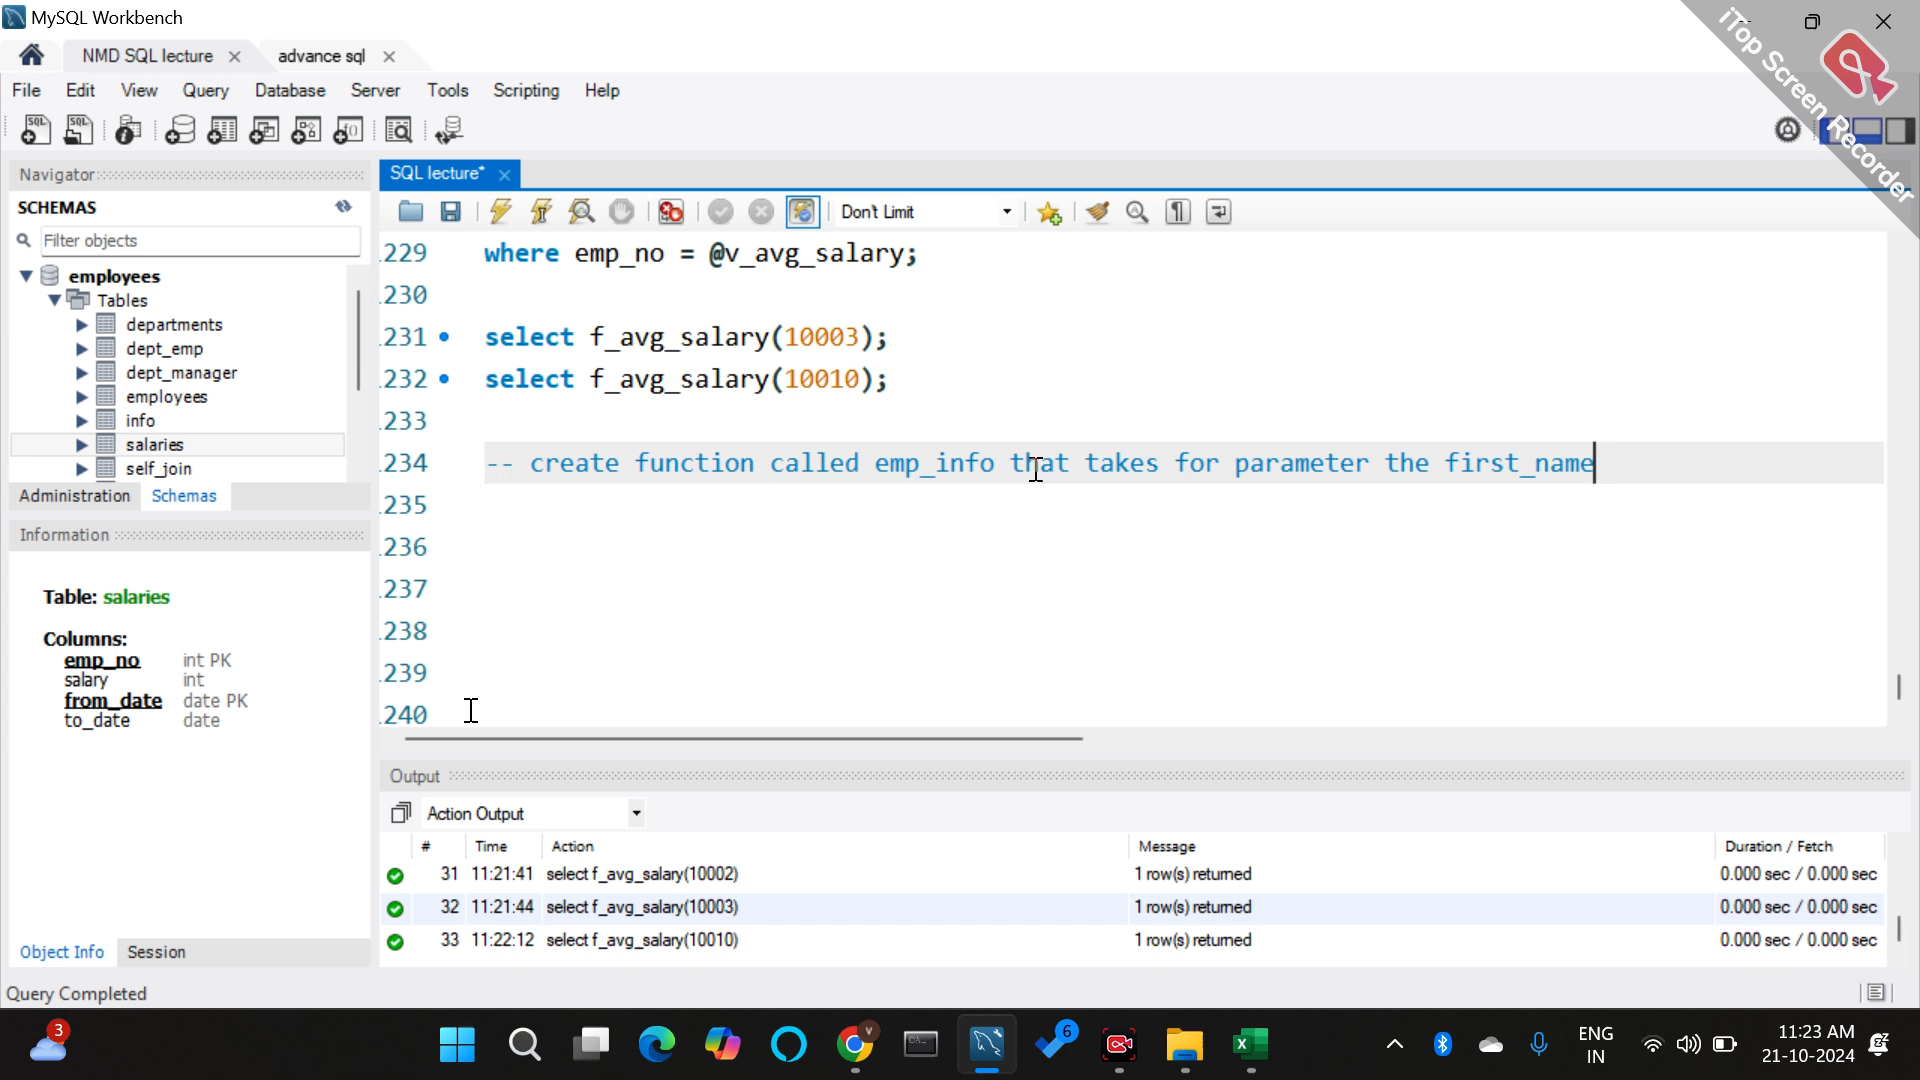 MySQL Workbench
iTop Screen Recorder
NMD SQL lecture
advance sql
File Edit View Query Database Server Tools Scripting Help
Navigator
SCHEMAS
Filter objects
employees
Tables
departments
dept_emp
dept_manager
employees
info
salaries
self_join
Administration Schemas
Information
Table: salaries
Columns:
emp_no int PK
salary int
from_date date PK
to_date date
Object Info Session
SQL lecture*
Don't Limit
229 where emp_no = @v_avg_salary;
230
231 select f_avg_salary(10003);
232 select f_avg_salary(10010);
233
234 -- create function called emp_info that takes for parameter the first_name
235
236
237
238
239
240
Output
Action Output
# Time Action Message Duration / Fetch
31 11:21:41 select f_avg_salary(10002) 1 row(s) returned 0.000 sec / 0.000 sec
32 11:21:44 select f_avg_salary(10003) 1 row(s) returned 0.000 sec / 0.000 sec
33 11:22:12 select f_avg_salary(10010) 1 row(s) returned 0.000 sec / 0.000 sec
Query Completed
3
6
ENG
IN
11:23 AM
21-10-2024